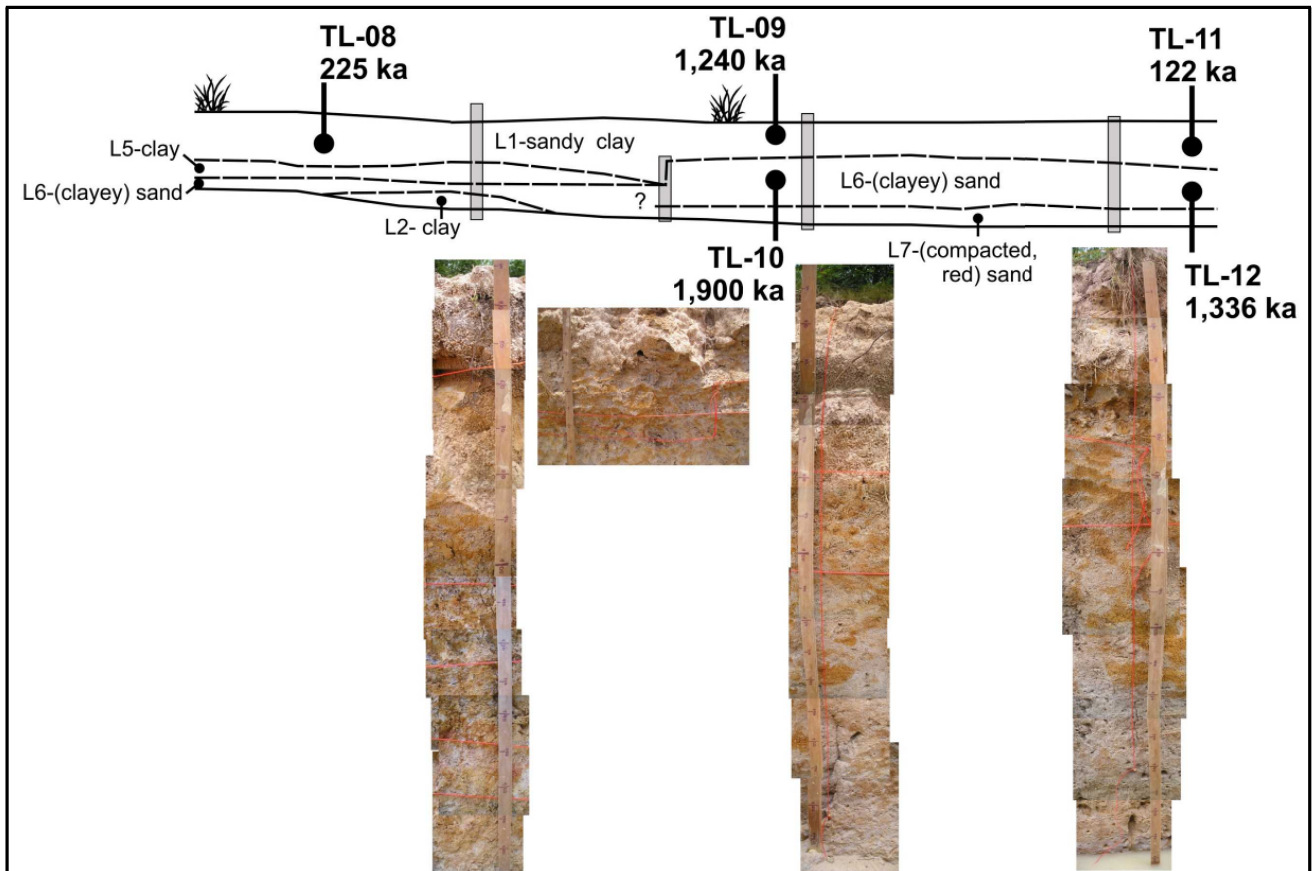 TL-08
225 ka
TL-09
1,240 ka
TL-11
122 ka
L5-clay
L1-sandy clay
L6-(clayey) sand
L6-(clayey) sand
?
L2- clay
L7-(compacted,
red) sand
TL-10
1,900 ka
TL-12
1,336 ka